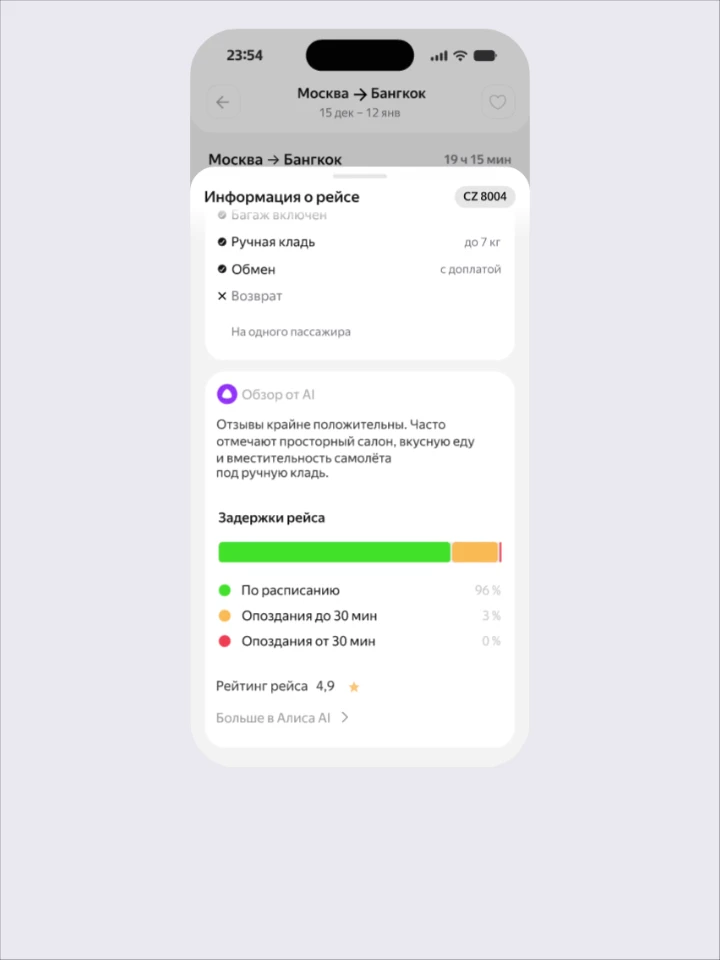 23:54
Москва → Бангкок
15 дек – 12 янв
Москва → Бангкок
19 ч 15 мин
Информация о рейсе
CZ 8004
Багаж включен
Ручная кладь
до 7 кг
Обмен
с доплатой
Возврат
На одного пассажира
Обзор от AI
Отзывы крайне положительны. Часто
отмечают просторный салон, вкусную еду
и вместительность самолёта
под ручную кладь.
Задержки рейса
По расписанию
96 %
Опоздания до 30 мин
3 %
Опоздания от 30 мин
0 %
Рейтинг рейса 4,9
Больше в Алиса AI